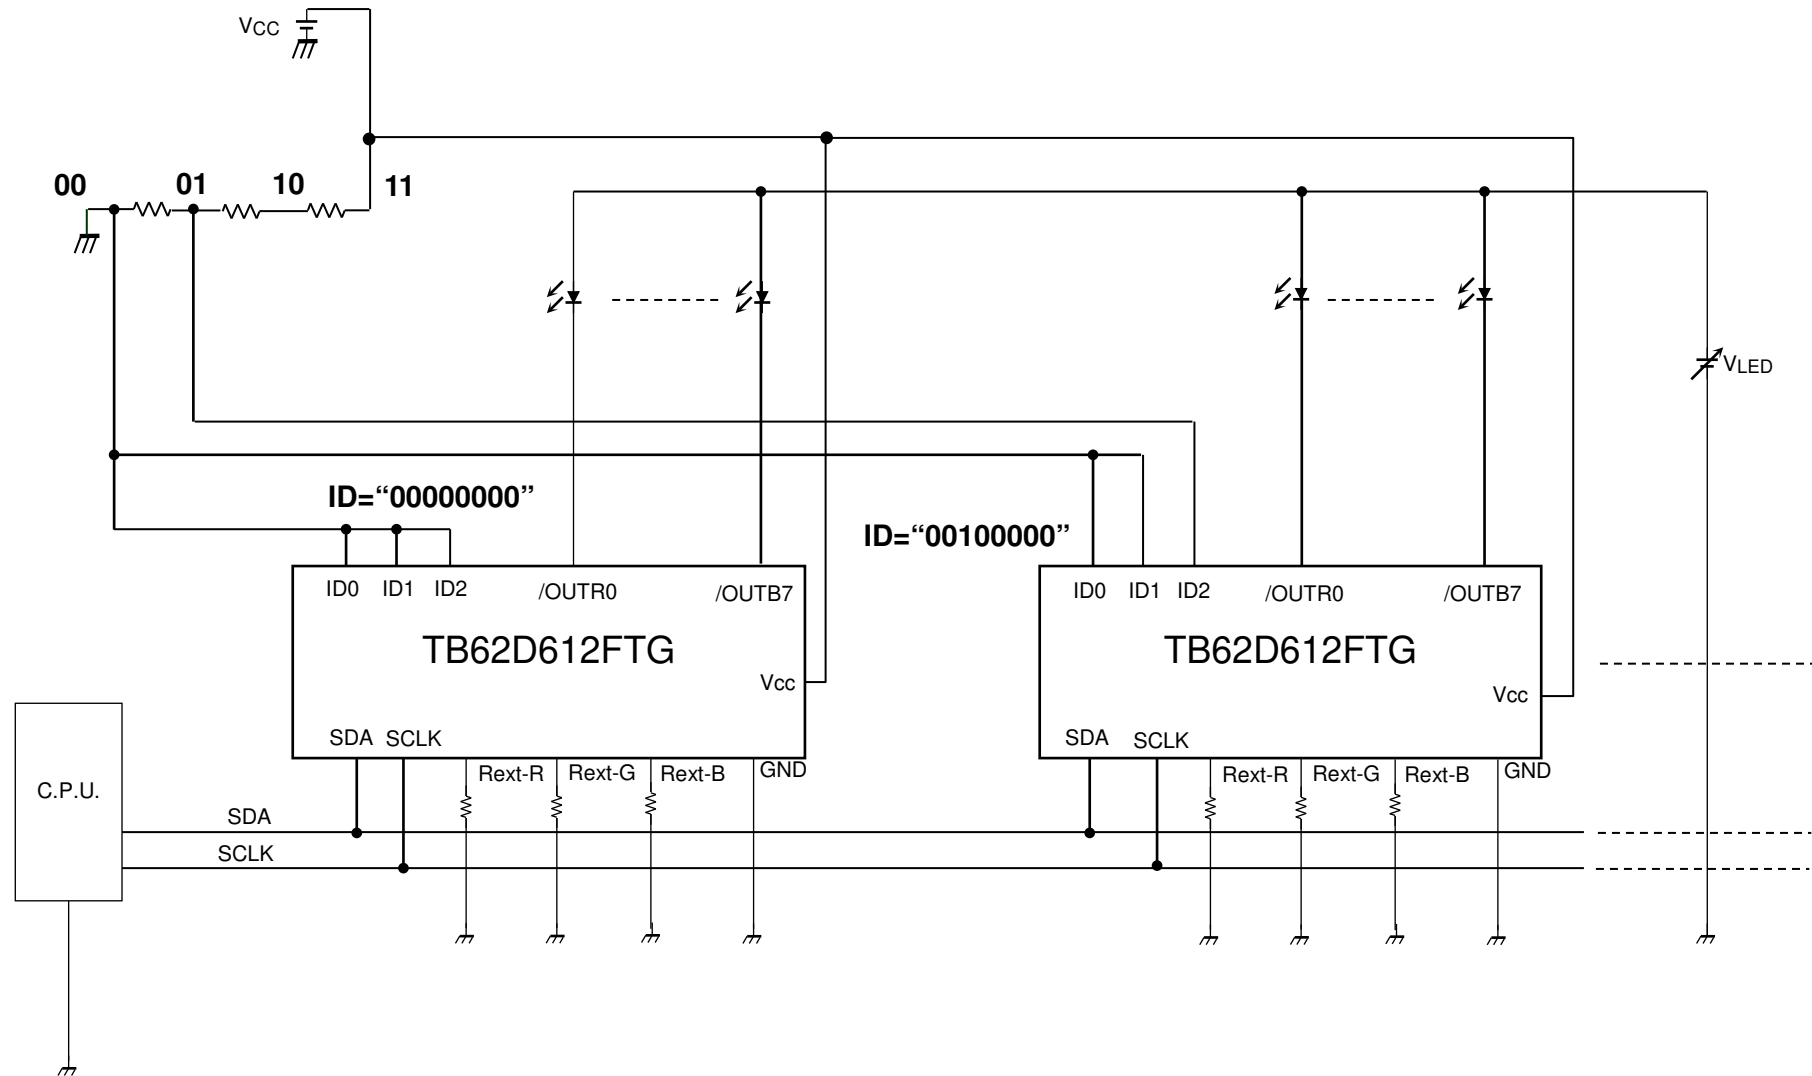 VCC
00 01 10 11
VLED
ID=“00000000”
ID=“00100000”
ID0 ID1 ID2 /OUTR0 /OUTB7
TB62D612FTG
Vcc
SDA SCLK
Rext-R Rext-G Rext-B GND
ID0 ID1 ID2 /OUTR0 /OUTB7
TB62D612FTG
Vcc
SDA SCLK
Rext-R Rext-G Rext-B GND
C.P.U.
SDA
SCLK